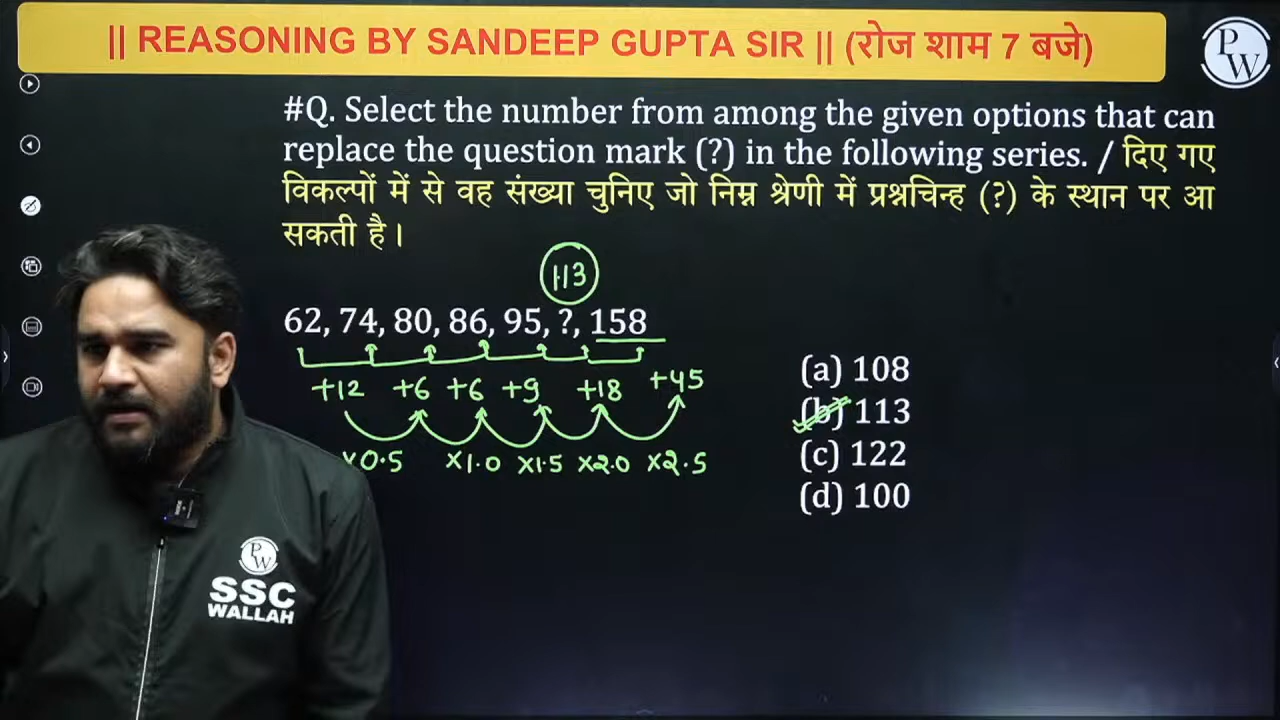 || REASONING BY SANDEEP GUPTA SIR || (रोज शाम 7 बजे)
PW
#Q. Select the number from among the given options that can
replace the question mark (?) in the following series. / दिए गए
विकल्पों में से वह संख्या चुनिए जो निम्न श्रेणी में प्रश्नचिन्ह (?) के स्थान पर आ
सकती है।
113
62, 74, 80, 86, 95, ?, 158
+12 +6 +6 +9 +18 +45
x0.5 x1.0 x1.5 x2.0 x2.5
(a) 108
(b) 113
(c) 122
(d) 100
PW
SSC
WALLAH